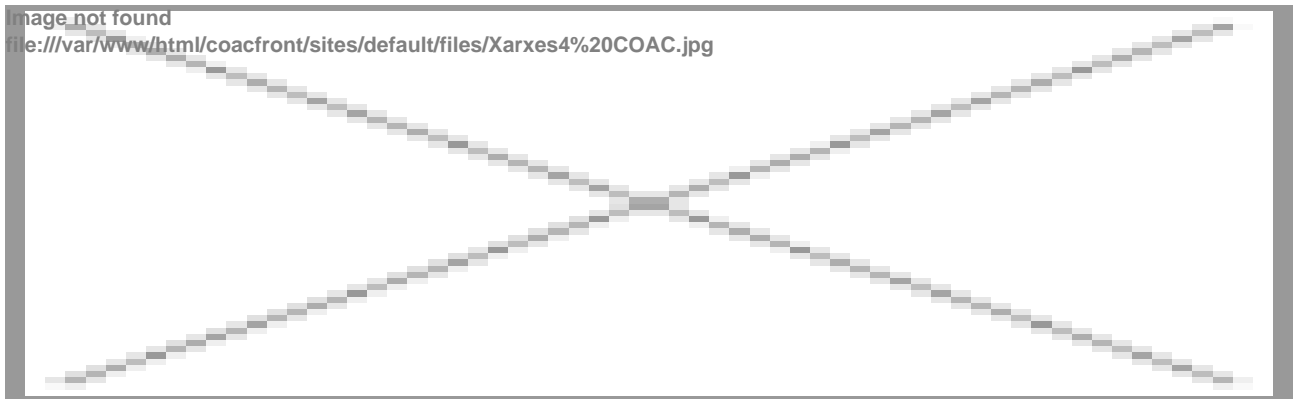 Image not found
file:///var/www/html/coacfront/sites/default/files/Xarxes4%20COAC.jpg